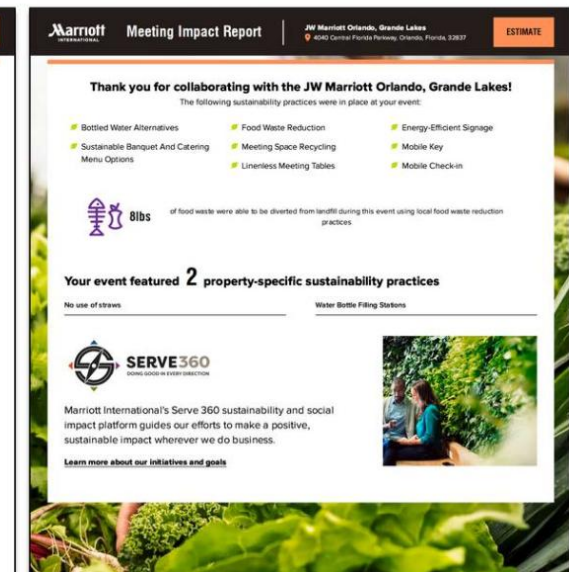 Marriott
INTERNATIONAL
Meeting Impact Report
JW Marriott Orlando, Grande Lakes
4040 Central Florida Parkway, Orlando, Florida, 32837
ESTIMATE
Thank you for collaborating with the JW Marriott Orlando, Grande Lakes!
The following sustainability practices were in place at your event:
Bottled Water Alternatives
Sustainable Banquet And Catering
Menu Options
Food Waste Reduction
Meeting Space Recycling
Linenless Meeting Tables
Energy-Efficient Signage
Mobile Key
Mobile Check-in
8lbs
of food waste were able to be diverted from landfill during this event using local food waste reduction
practices
Your event featured 2 property-specific sustainability practices
No use of straws
Water Bottle Filling Stations
SERVE360
DOING GOOD IN EVERY DIRECTION
Marriott International's Serve 360 sustainability and social
impact platform guides our efforts to make a positive,
sustainable impact wherever we do business.
Learn more about our initiatives and goals